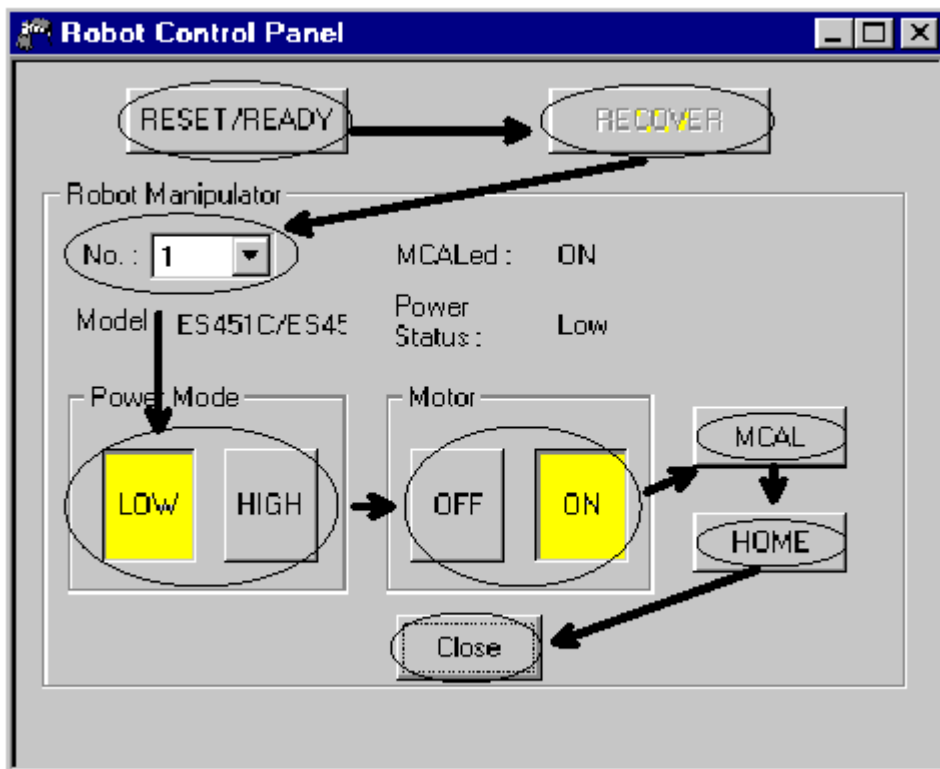 Robot Control Panel
RESET/READY
RECOVER
Robot Manipulator
No. : 1
MCALed : ON
Model ES451C/ES45
Power Status : Low
Power Mode
Motor
LOW
HIGH
OFF
ON
MCAL
HOME
Close